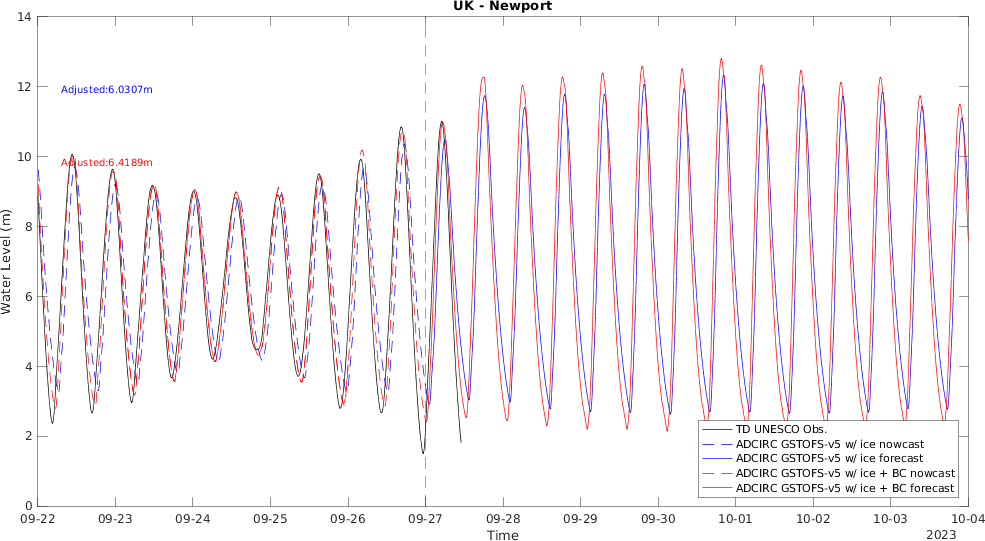 UK - Newport
14
12
10
8
6
4
2
0
Water Level (m)
Adjusted:6.0307m
Adjusted:6.4189m
TD UNESCO Obs.
ADCIRC GSTOFS-v5 w/ ice nowcast
ADCIRC GSTOFS-v5 w/ ice forecast
ADCIRC GSTOFS-v5 w/ ice + BC nowcast
ADCIRC GSTOFS-v5 w/ ice + BC forecast
09-22 09-23 09-24 09-25 09-26 09-27 09-28 09-29 09-30 10-01 10-02 10-03 10-04
Time
2023